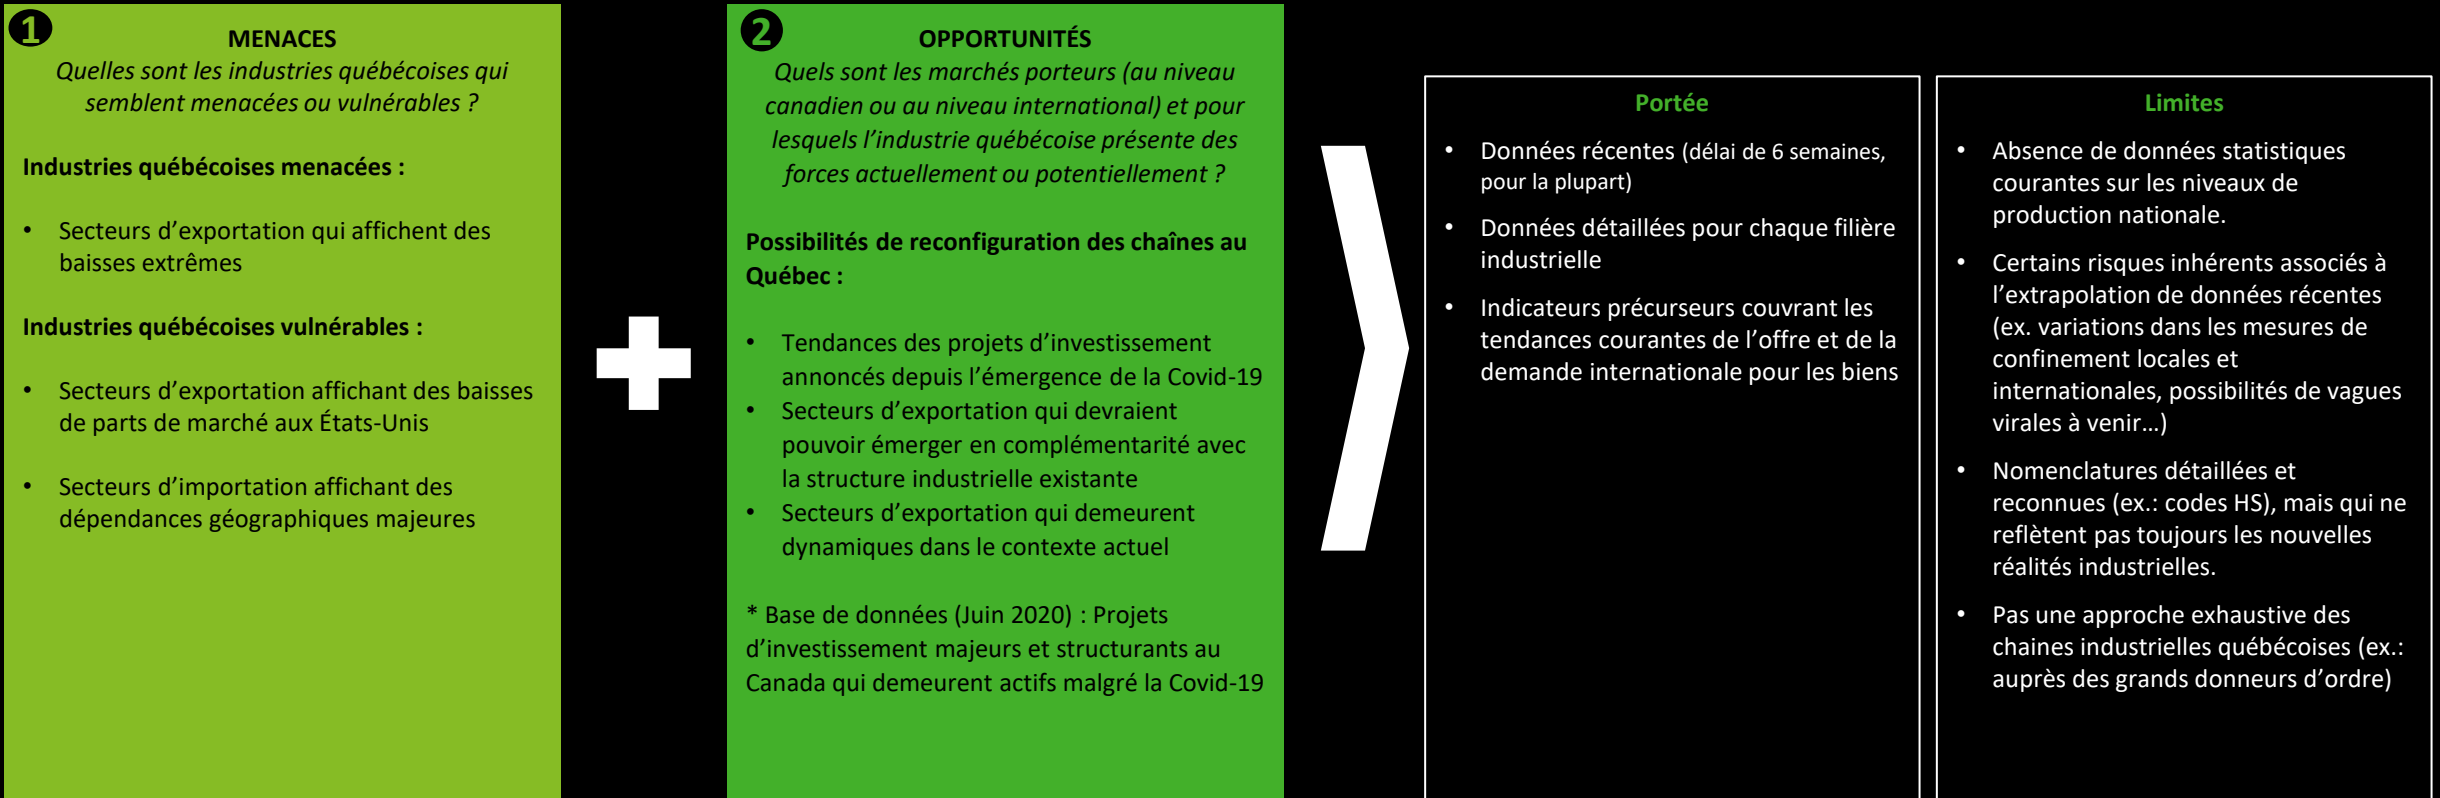 1
MENACES
Quelles sont les industries québécoises qui
semblent menacées ou vulnérables ?
Industries québécoises menacées :
• Secteurs d’exportation qui affichent des
baisses extrêmes
Industries québécoises vulnérables :
• Secteurs d’exportation affichant des baisses
de parts de marché aux États-Unis
• Secteurs d’importation affichant des
dépendances géographiques majeures
2
OPPORTUNITÉS
Quels sont les marchés porteurs (au niveau
canadien ou au niveau international) et pour
lesquels l’industrie québécoise présente des
forces actuellement ou potentiellement ?
Possibilités de reconfiguration des chaînes au
Québec :
• Tendances des projets d’investissement
annoncés depuis l’émergence de la Covid-19
• Secteurs d’exportation qui devraient
pouvoir émerger en complémentarité avec
la structure industrielle existante
• Secteurs d’exportation qui demeurent
dynamiques dans le contexte actuel
* Base de données (Juin 2020) : Projets
d’investissement majeurs et structurants au
Canada qui demeurent actifs malgré la Covid-19
Portée
• Données récentes (délai de 6 semaines,
pour la plupart)
• Données détaillées pour chaque filière
industrielle
• Indicateurs précurseurs couvrant les
tendances courantes de l’offre et de la
demande internationale pour les biens
Limites
• Absence de données statistiques
courantes sur les niveaux de
production nationale.
• Certains risques inhérents associés à
l’extrapolation de données récentes
(ex. variations dans les mesures de
confinement locales et
internationales, possibilités de vagues
virales à venir…)
• Nomenclatures détaillées et
reconnues (ex.: codes HS), mais qui ne
reflètent pas toujours les nouvelles
réalités industrielles.
• Pas une approche exhaustive des
chaines industrielles québécoises (ex.:
auprès des grands donneurs d’ordre)